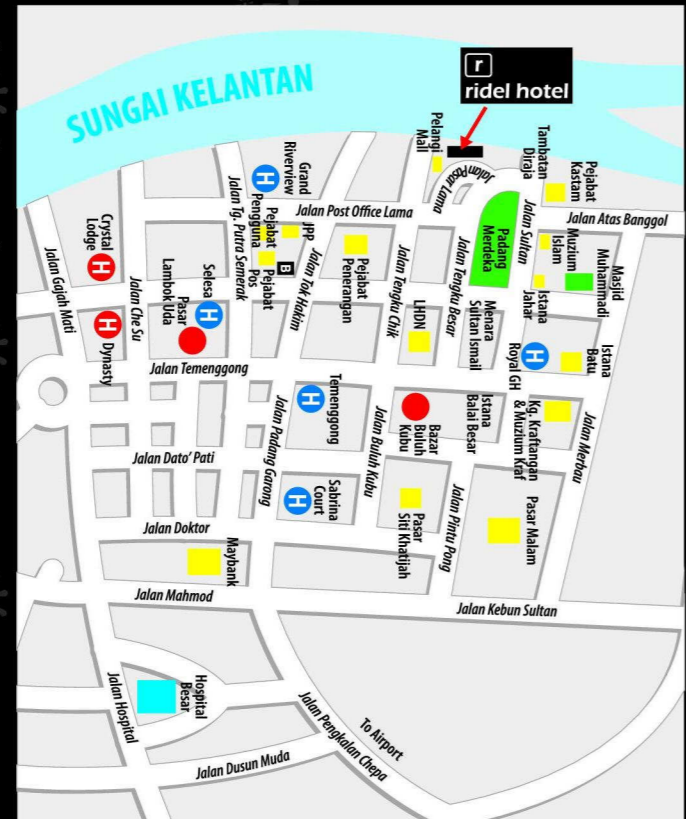 SUNGAI KELANTAN
r
ridel hotel
Pelangi
Mall
Jalan Pasar Lama
Tambatan
Diraja
Pejabat
Kastam
Grand
Riverview
Jalan Post Office Lama
Jalan Atas Banggol
Jalan Tg. Putra Semerak
Pejabat
Pengguna
JPP
Pejabat
Pos
B
Jalan Tok Hakim
Pejabat
Penerangan
Jalan Tengku Chik
Jalan Tengku Besar
Padang
Merdeka
Jalan Sultan
Muzium
Islam
Masjid
Muhammadi
Istana
Jahar
Crystal
Lodge
H
H
Jalan Gajah Mati
Jalan Che Su
Selesa
H
Pasar
Lambok Uda
H
Dynasty
LHDN
Menara
Sultan Ismail
H
Royal GH
Istana
Batu
Jalan Temenggong
H
Temenggong
Jalan Padang Garong
Jalan Buluh Kubu
Bazar
Buluh
Kubu
Istana
Balai Besar
Kg. Kraftangan
& Muzium Kraf
Jalan Merbau
Jalan Dato' Pati
H
Sabrina
Court
Pasar
Siti Khatijah
Jalan Pintu Pong
Pasar Malam
Jalan Doktor
Maybank
Jalan Mahmod
Jalan Kebun Sultan
Hospital
Besar
Jalan Hospital
Jalan Pengkalan Chepa
To Airport
Jalan Dusun Muda